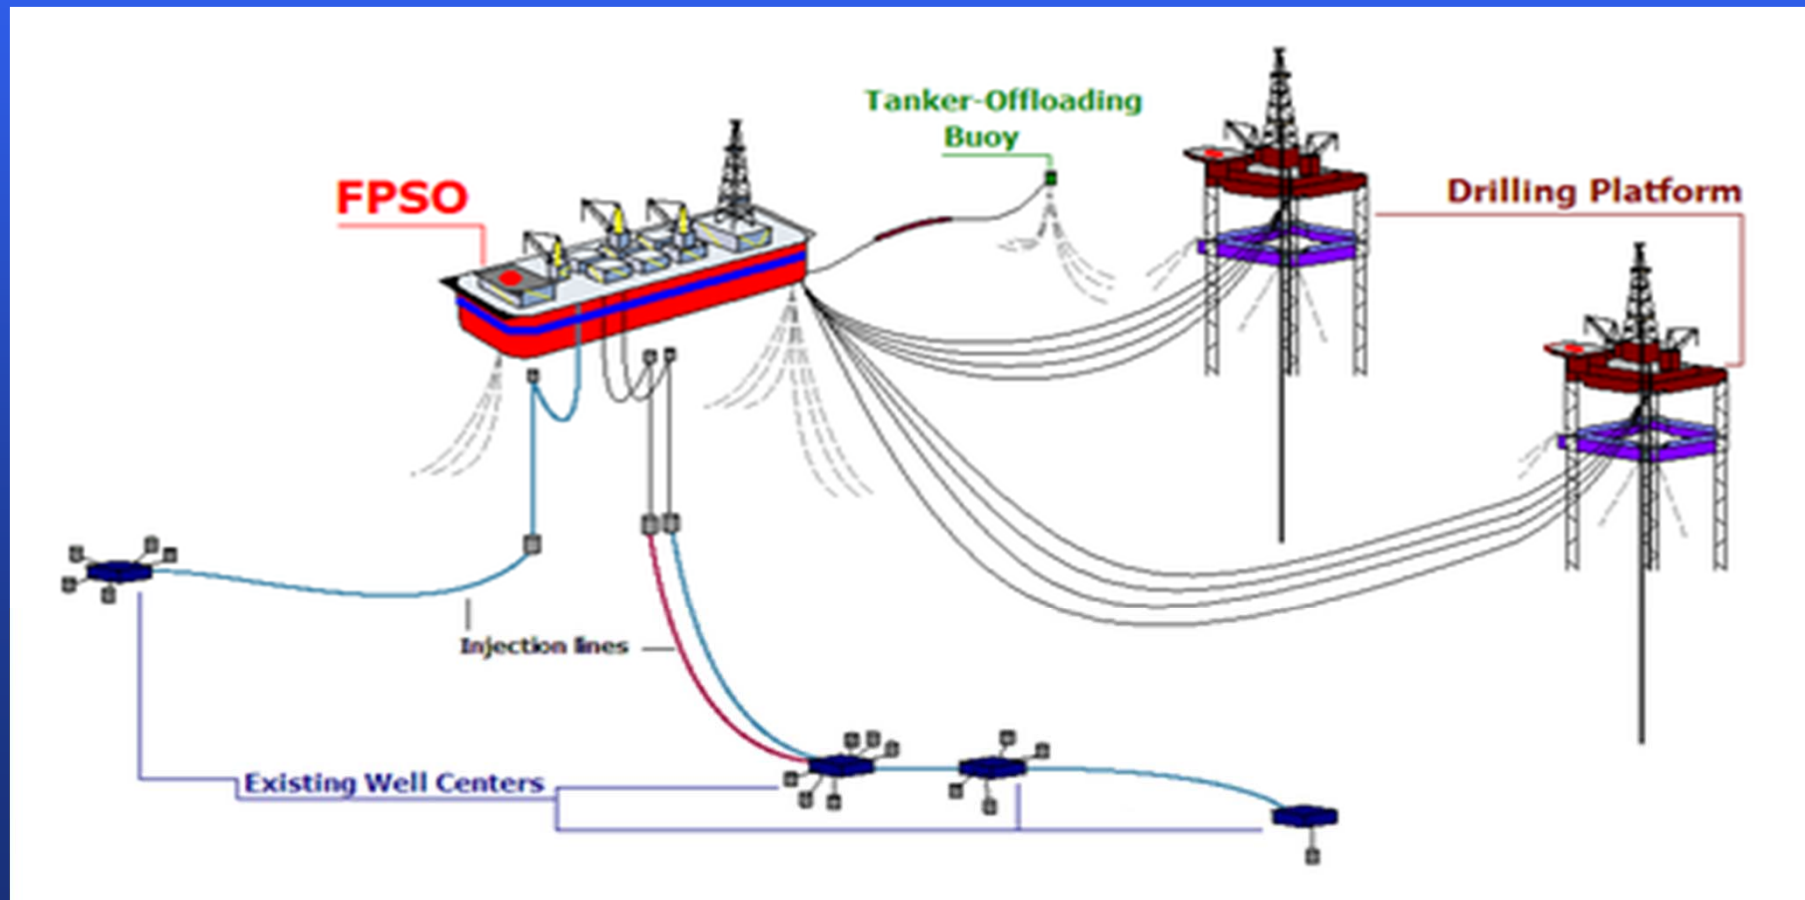 Tanker-Offloading
Buoy
FPSO
Drilling Platform
Injection lines
Existing Well Centers